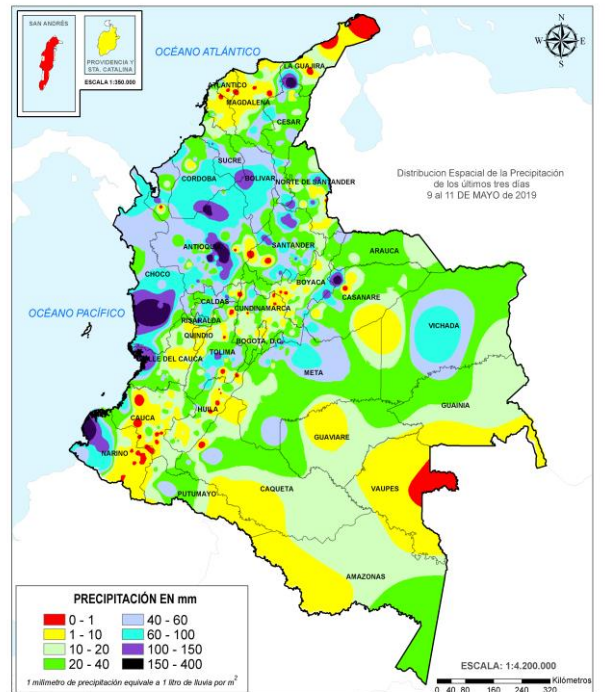 SAN ANDRÉS
PROVIDENCIA Y
STA. CATALINA
ESCALA 1:350.000
OCÉANO ATLÁNTICO
N
W E
S
LA GUAJIRA
ATLANTICO
MAGDALENA
CESAR
SUCRE
CORDOBA
BOLIVAR
NORTE DE SANTANDER
Distribucion Espacial de la Precipitación
de los últimos tres días
9 al 11 DE MAYO de 2019
ANTIOQUIA
SANTANDER
ARAUCA
CHOCO
BOYACA
CASANARE
CALDAS
CUNDINAMARCA
OCÉANO PACÍFICO
RISARALDA
VICHADA
QUINDIO
BOGOTA, D.C.
VALLE DEL CAUCA
TOLIMA
META
GUAINIA
HUILA
CAUCA
GUAVIARE
NARIÑO
VAUPES
CAQUETA
PUTUMAYO
AMAZONAS
PRECIPITACIÓN EN mm
0 - 1 40 - 60
1 - 10 60 - 100
10 - 20 100 - 150
20 - 40 150 - 400
1 milímetro de precipitación equivale a 1 litro de lluvia por m²
ESCALA: 1:4.200.000
Kilómetros
0 40 80 160 240 320